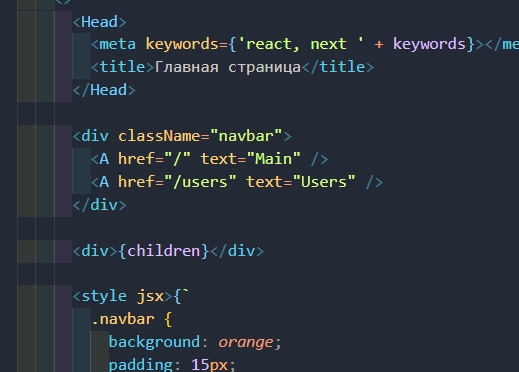 <>
<Head>
<meta keywords={'react, next ' + keywords}></me
<title>Главная страница</title>
</Head>
<div className="navbar">
<A href="/" text="Main" />
<A href="/users" text="Users" />
</div>
<div>{children}</div>
<style jsx>{`
.navbar {
background: orange;
padding: 15px;